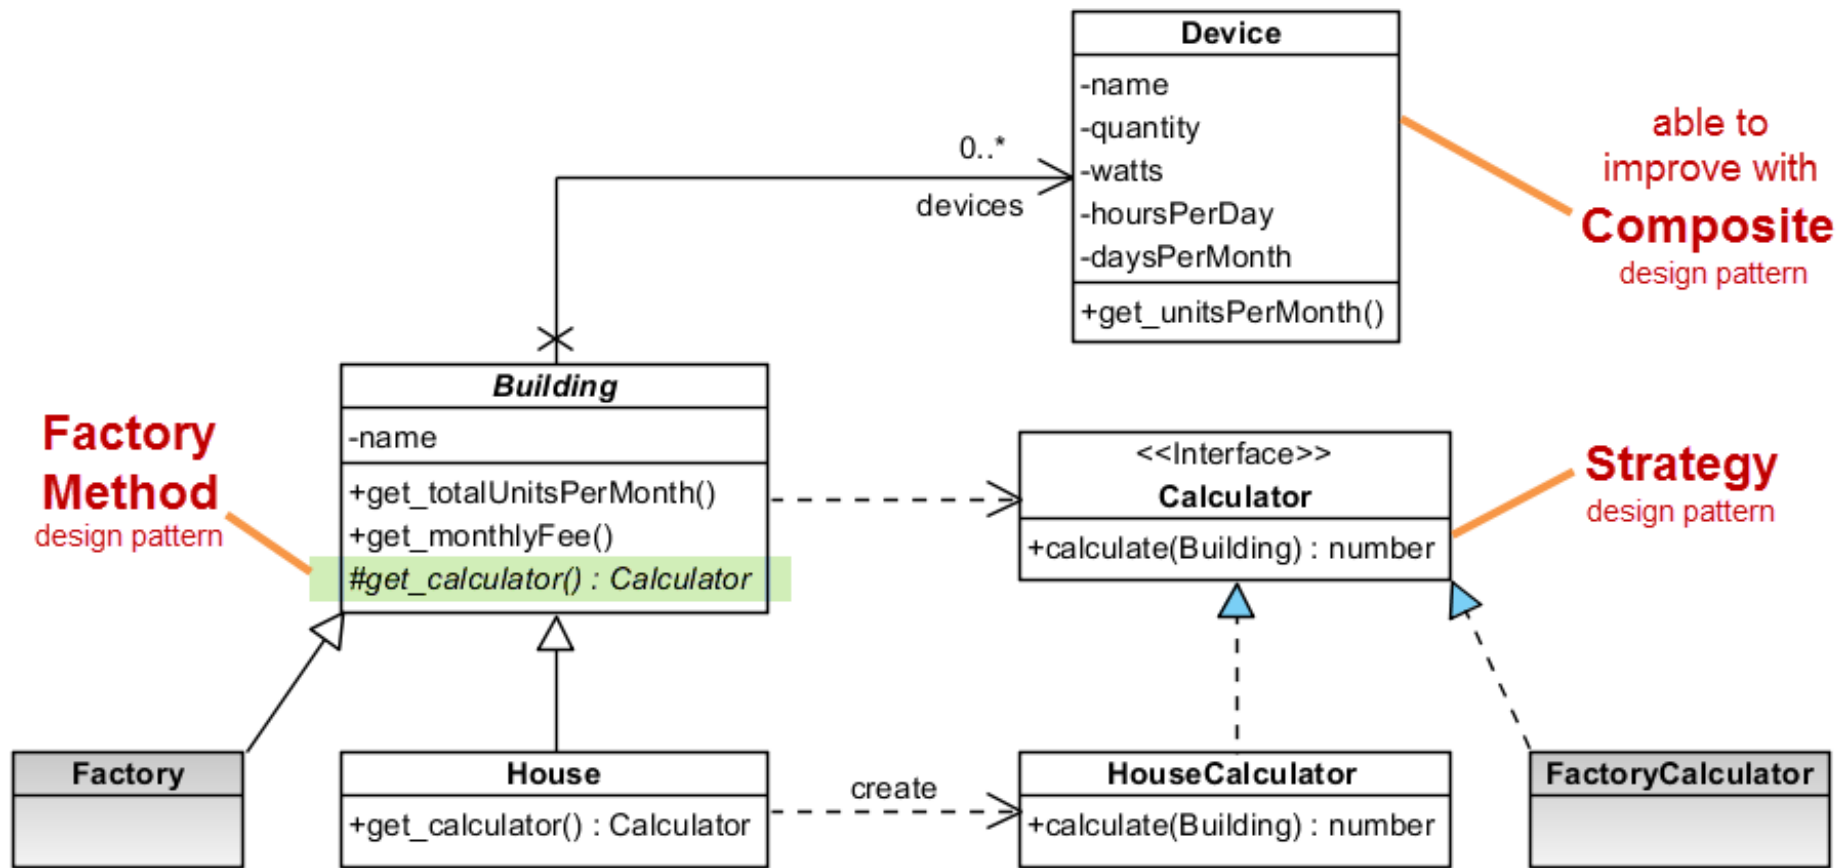 Device
-name
-quantity
-watts
-hoursPerDay
-daysPerMonth
+get_unitsPerMonth()
able to
improve with
Composite
design pattern
0..*
devices
Building
-name
+get_totalUnitsPerMonth()
+get_monthlyFee()
#get_calculator() : Calculator
Factory
Method
design pattern
<<Interface>>
Calculator
+calculate(Building) : number
Strategy
design pattern
Factory
House
+get_calculator() : Calculator
create
HouseCalculator
+calculate(Building) : number
FactoryCalculator